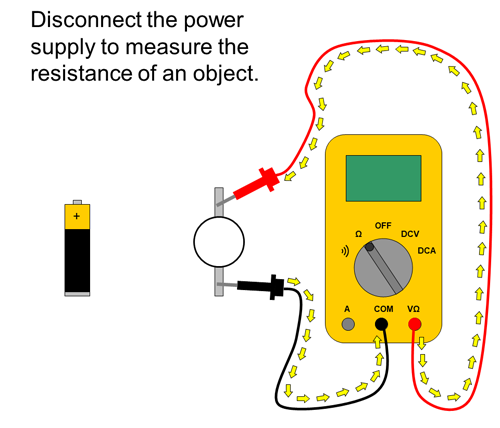 Disconnect the power
supply to measure the
resistance of an object.
+
OFF
Ω
DCV
DCA
A
COM
VΩ